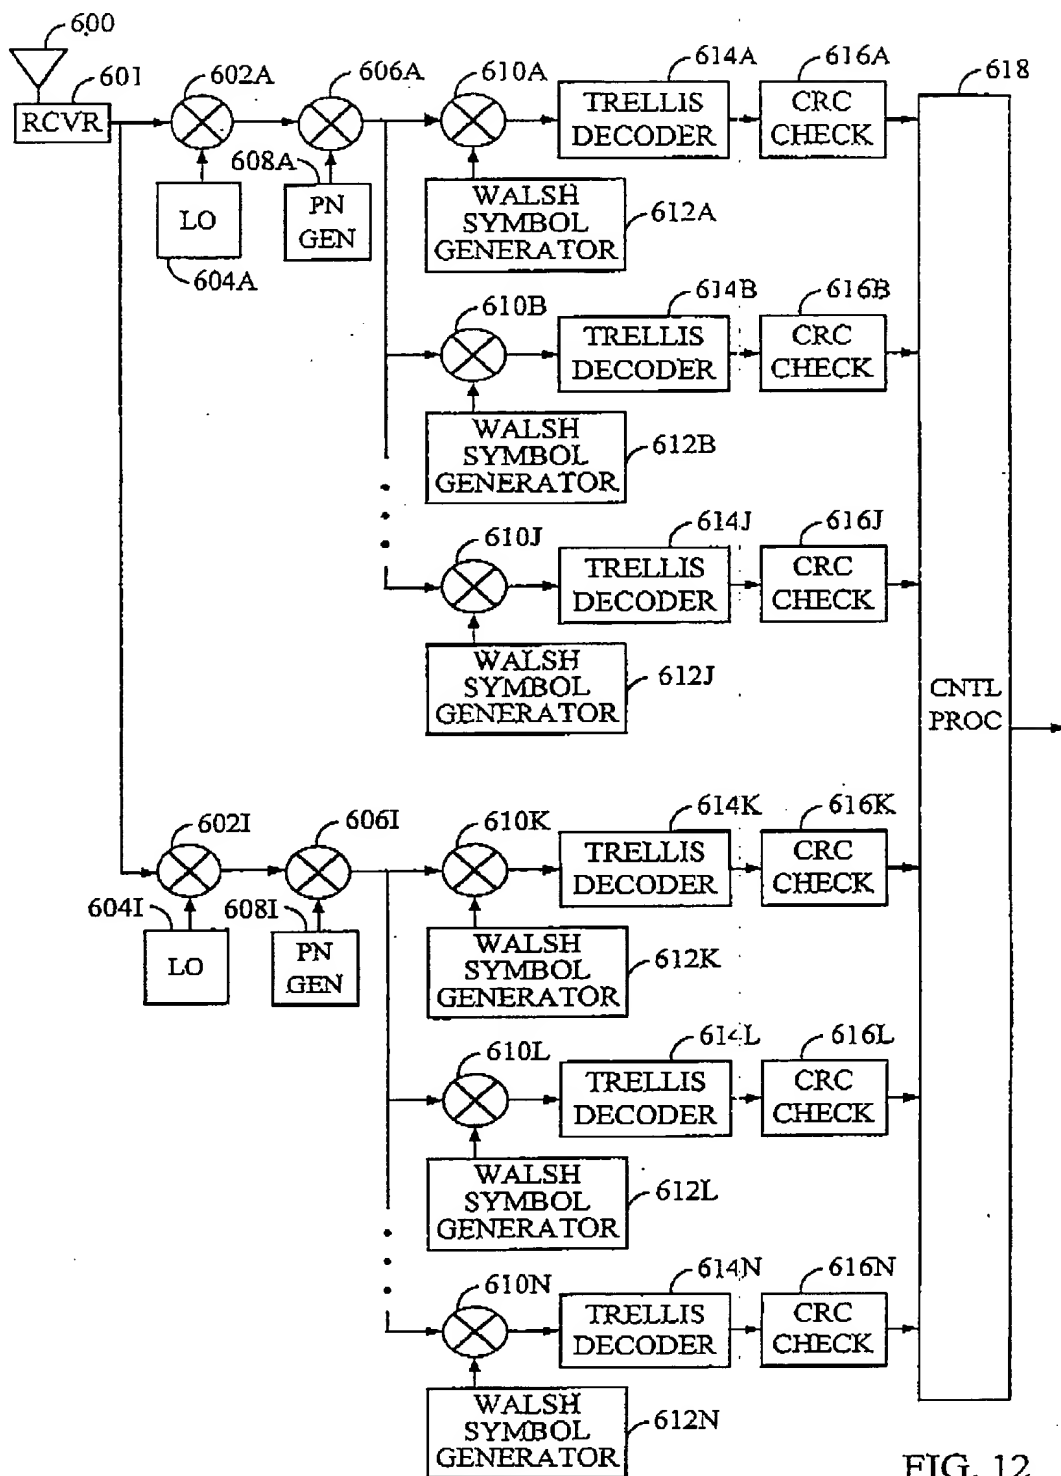 600
601
RCVR
602A
606A
610A
614A
616A
618
TRELLIS
DECODER
CRC
CHECK
608A
LO
604A
PN
GEN
WALSH
SYMBOL
GENERATOR
612A
610B
614B
616B
TRELLIS
DECODER
CRC
CHECK
WALSH
SYMBOL
GENERATOR
612B
610J
614J
616J
TRELLIS
DECODER
CRC
CHECK
WALSH
SYMBOL
GENERATOR
612J
CNTL
PROC
602I
606I
610K
614K
616K
TRELLIS
DECODER
CRC
CHECK
604I
LO
608I
PN
GEN
WALSH
SYMBOL
GENERATOR
612K
610L
614L
616L
TRELLIS
DECODER
CRC
CHECK
WALSH
SYMBOL
GENERATOR
612L
610N
614N
616N
TRELLIS
DECODER
CRC
CHECK
WALSH
SYMBOL
GENERATOR
612N
FIG. 12